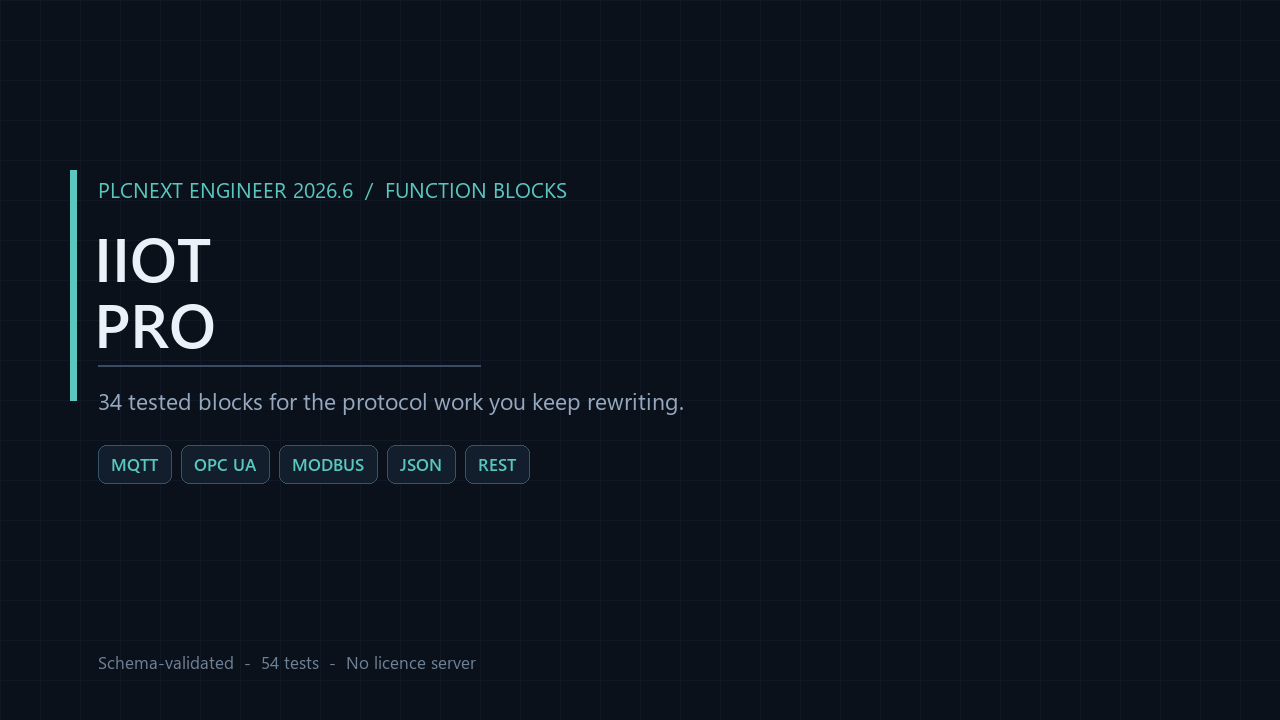 PLCNEXT ENGINEER 2026.6 / FUNCTION BLOCKS
IIOT
PRO
34 tested blocks for the protocol work you keep rewriting.
MQTT OPC UA MODBUS JSON REST
Schema-validated - 54 tests - No licence server